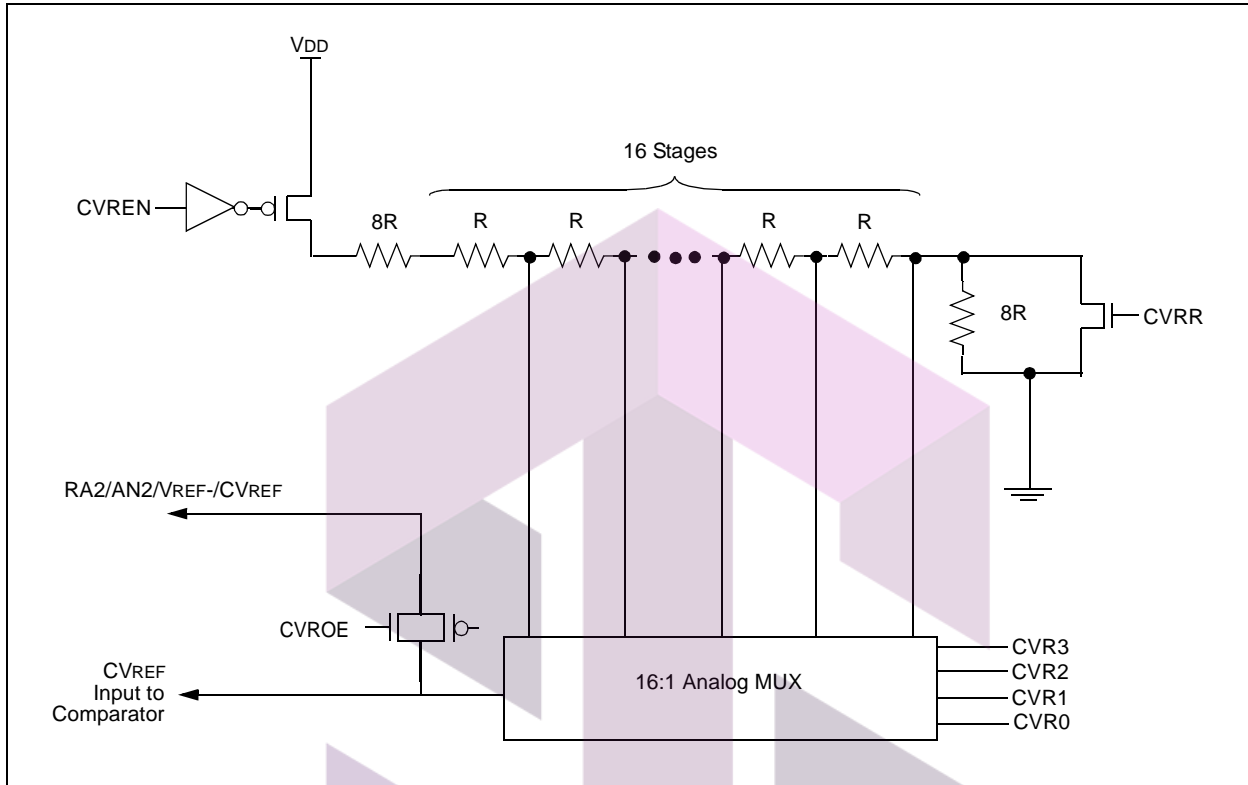 VDD
16 Stages
CVREN
8R
R
R
R
R
8R
CVRR
RA2/AN2/VREF-/CVREF
CVROE
CVREF
Input to
Comparator
16:1 Analog MUX
CVR3
CVR2
CVR1
CVR0